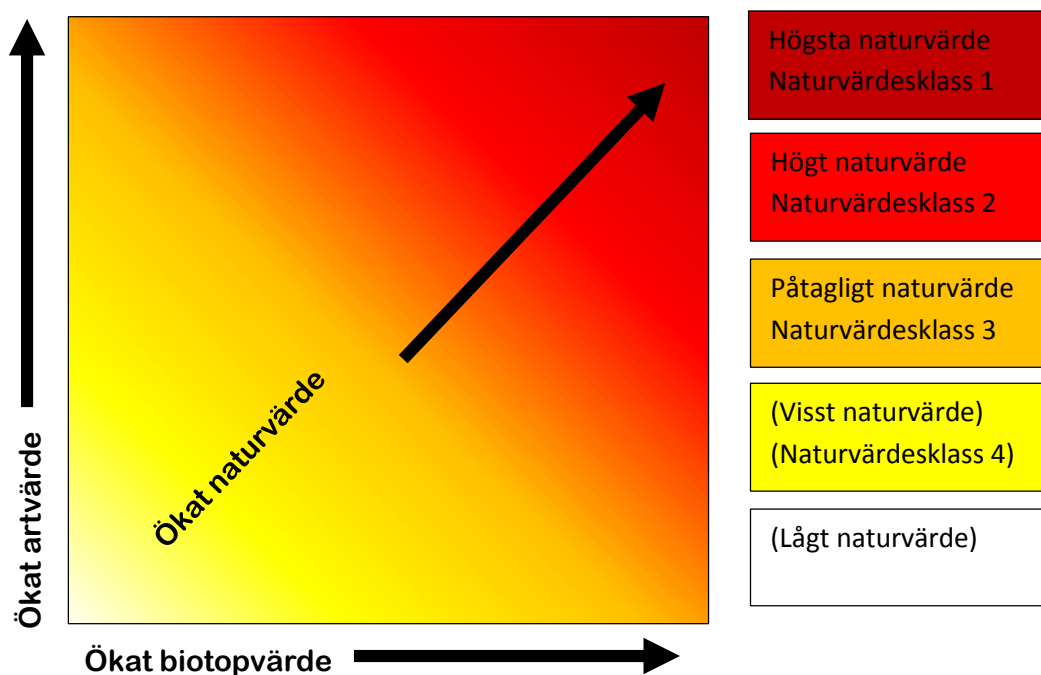 Ökat artvärde
Ökat naturvärde
Ökat biotopvärde
Högsta naturvärde
Naturvärdesklass 1
Högt naturvärde
Naturvärdesklass 2
Påtagligt naturvärde
Naturvärdesklass 3
(Visst naturvärde)
(Naturvärdesklass 4)
(Lågt naturvärde)